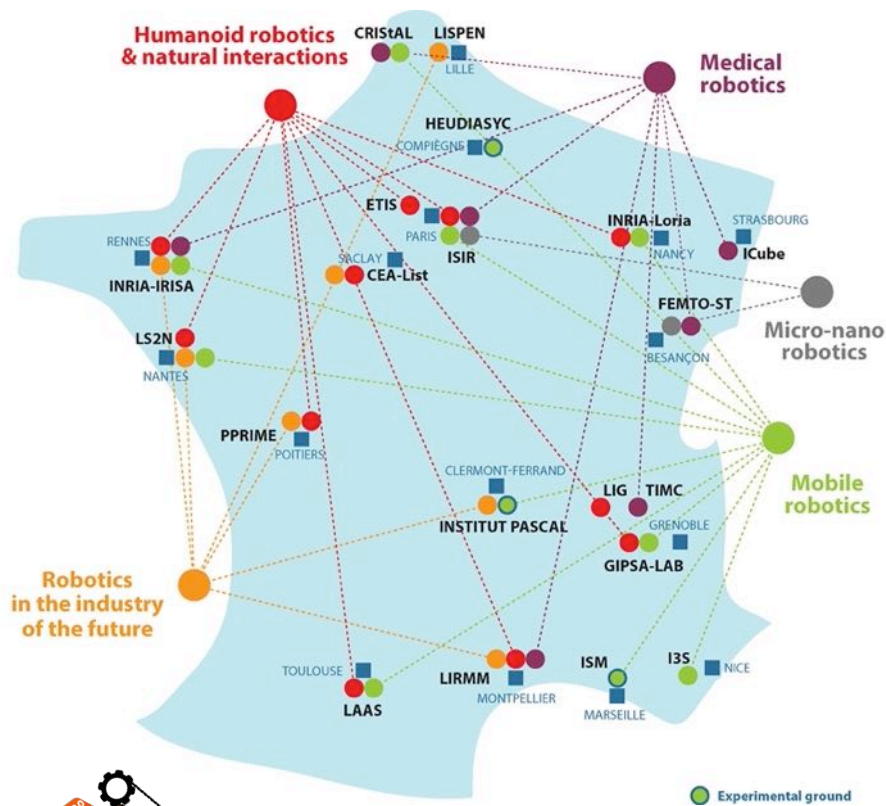 Humanoid robotics
& natural interactions
CRIStAL
LISPEN
LILLE
Medical
robotics
HEUDIASYC
COMPIÈGNE
ETIS
PARIS
ISIR
INRIA-Loria
NANCY
STRASBOURG
ICube
RENNES
INRIA-IRISA
SACLAY
CEA-List
FEMTO-ST
BESANÇON
Micro-nano
robotics
LS2N
NANTES
PPRIME
POITIERS
CLERMONT-FERRAND
INSTITUT PASCAL
LIG
TIMC
GRENOBLE
GIPSA-LAB
Mobile
robotics
Robotics
in the industry
of the future
TOULOUSE
LAAS
LIRMM
MONTPELLIER
ISM
MARSEILLE
I3S
NICE
Experimental ground